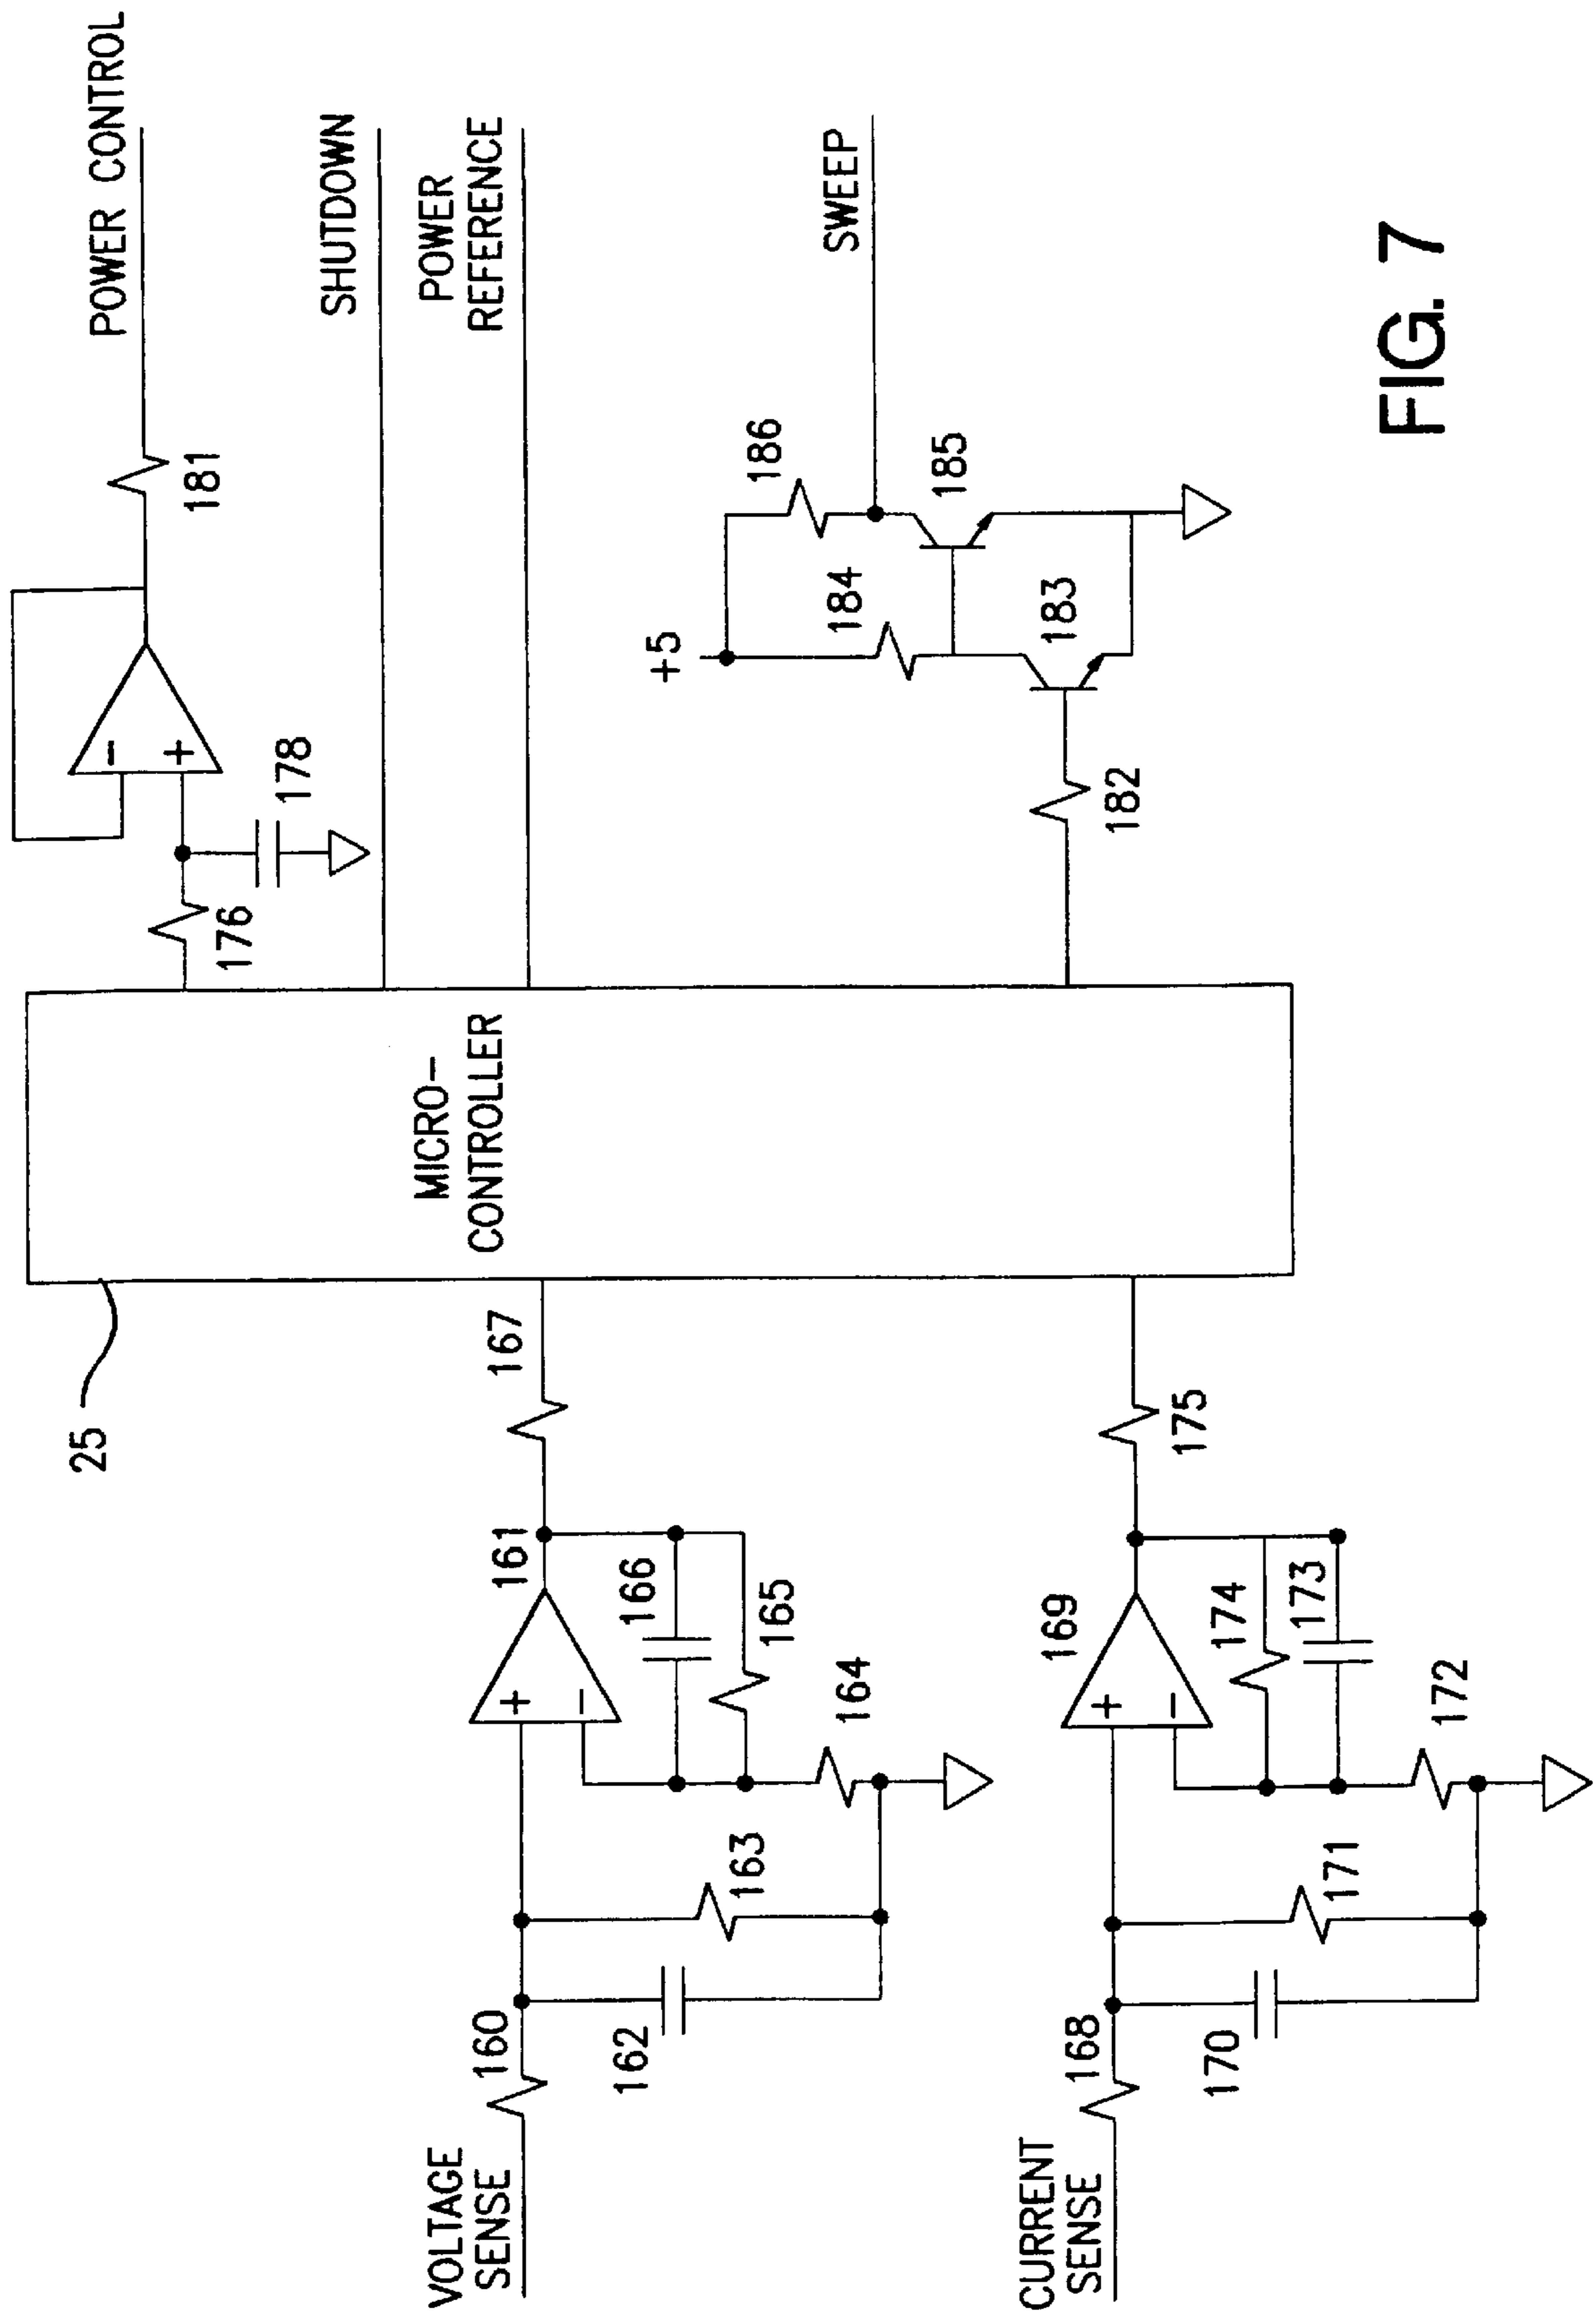 POWER CONTROL
181
176
178
SHUTDOWN
POWER
REFERENCE
SWEEP
+5
186
184
185
183
182
25
MICRO-
CONTROLLER
VOLTAGE
SENSE
160
162
163
164
165
166
161
167
+
-
CURRENT
SENSE
168
170
171
172
173
174
169
175
+
-
-
+
FIG. 7